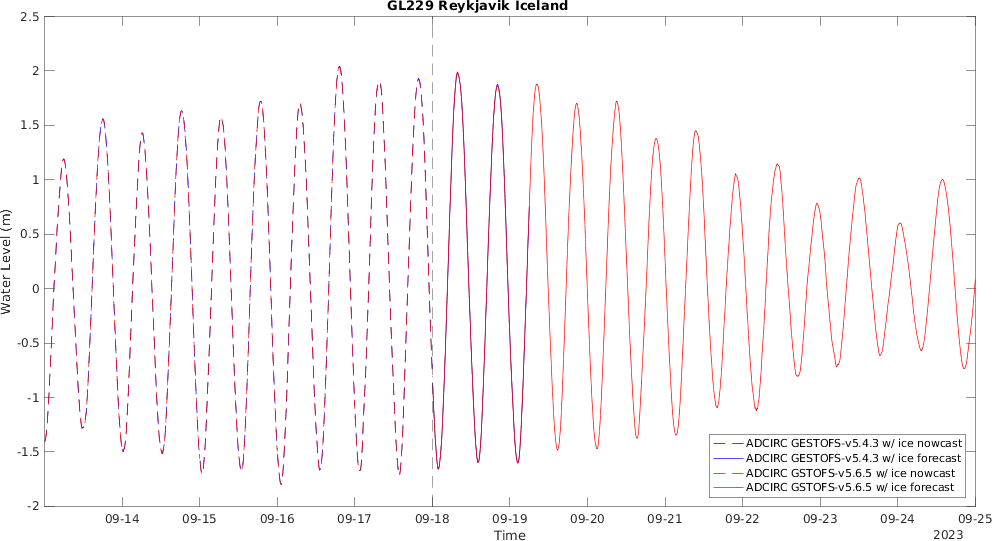 GL229 Reykjavik Iceland
2.5
2
1.5
1
0.5
0
-0.5
-1
-1.5
-2
Water Level (m)
ADCIRC GESTOFS-v5.4.3 w/ ice nowcast
ADCIRC GESTOFS-v5.4.3 w/ ice forecast
ADCIRC GSTOFS-v5.6.5 w/ ice nowcast
ADCIRC GSTOFS-v5.6.5 w/ ice forecast
09-14 09-15 09-16 09-17 09-18 09-19 09-20 09-21 09-22 09-23 09-24 09-25
Time
2023